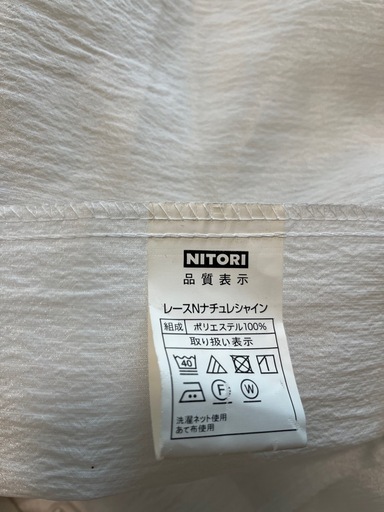 NITORI
品質表示
レースNナチュレシャイン
組成 ポリエステル100%
取り扱い表示
40
F W
洗濯ネット使用
あて布使用